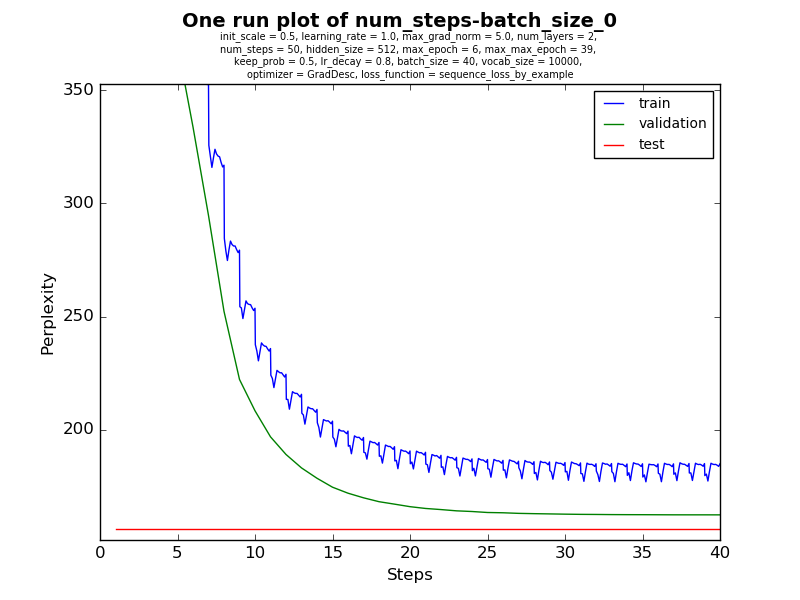 One run plot of num_steps-batch_size_0
init_scale = 0.5, learning_rate = 1.0, max_grad_norm = 5.0, num_layers = 2,
num_steps = 50, hidden_size = 512, max_epoch = 6, max_max_epoch = 39,
keep_prob = 0.5, lr_decay = 0.8, batch_size = 40, vocab_size = 10000,
optimizer = GradDesc, loss_function = sequence_loss_by_example
350
300
250
200
Perplexity
train
validation
test
0 5 10 15 20 25 30 35 40
Steps